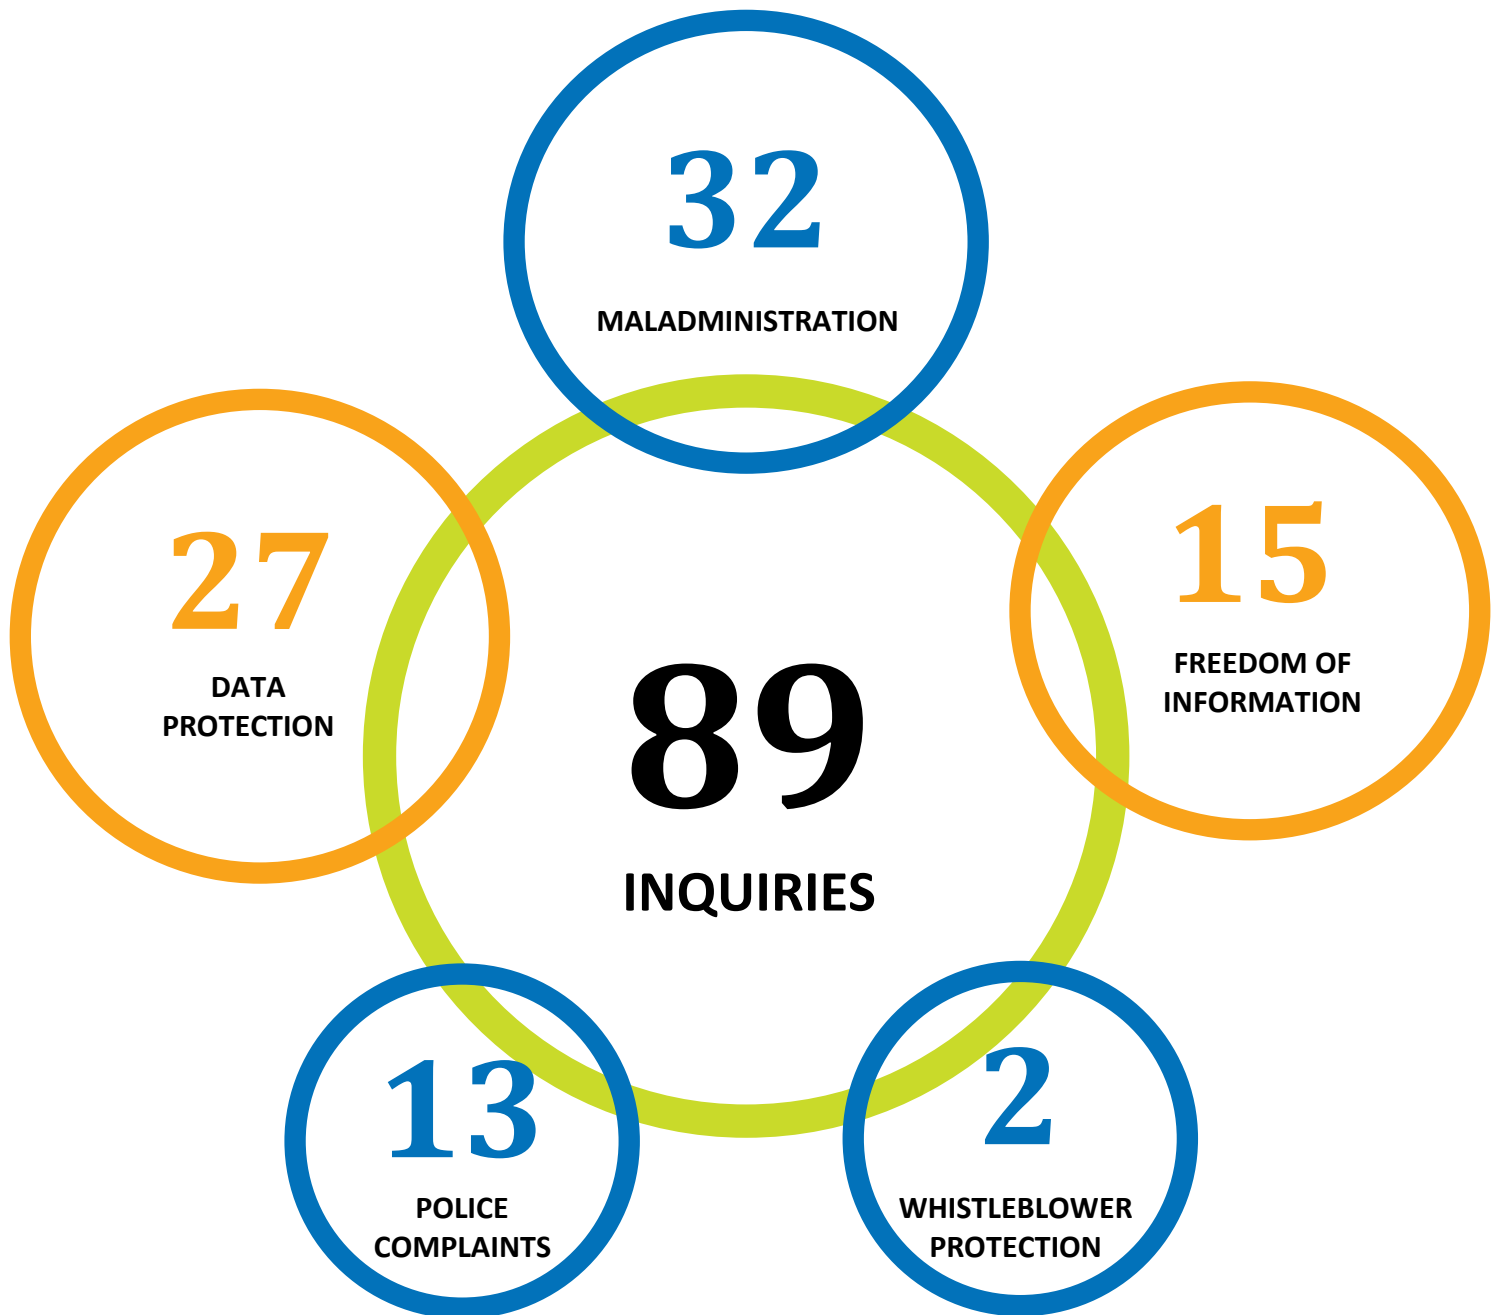 32
MALADMINISTRATION
27
DATA
PROTECTION
15
FREEDOM OF
INFORMATION
89
INQUIRIES
13
POLICE
COMPLAINTS
2
WHISTLEBLOWER
PROTECTION